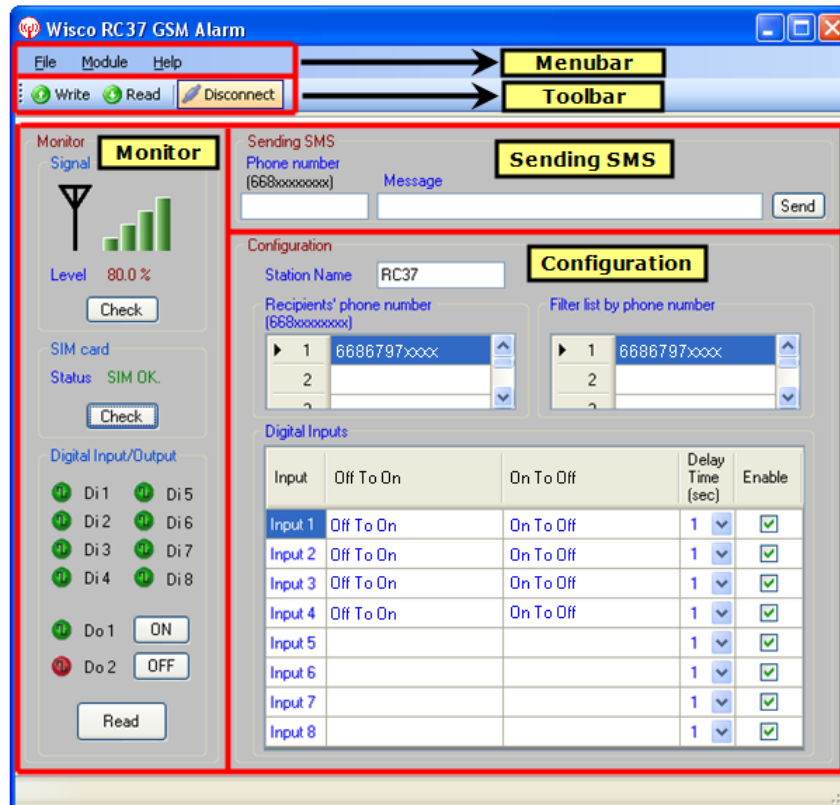 Wisco RC37 GSM Alarm
File Module Help
Menubar
Write Read Disconnect
Toolbar
Monitor
Monitor
Signal
Level 80.0 %
Check
SIM card
Status SIM OK.
Check
Digital Input/Output
Di 1 Di 5
Di 2 Di 6
Di 3 Di 7
Di 4 Di 8
Do 1 ON
Do 2 OFF
Read
Sending SMS
Sending SMS
Phone number
(668xxxxxxxx)
Message
Send
Configuration
Configuration
Station Name RC37
Recipients' phone number
(668xxxxxxxx)
1 6686797xxxx
2
Filter list by phone number
1 6686797xxxx
2
Digital Inputs
Input Off To On On To Off Delay Time (sec) Enable
Input 1 Off To On On To Off 1
Input 2 Off To On On To Off 1
Input 3 Off To On On To Off 1
Input 4 Off To On On To Off 1
Input 5 1
Input 6 1
Input 7 1
Input 8 1